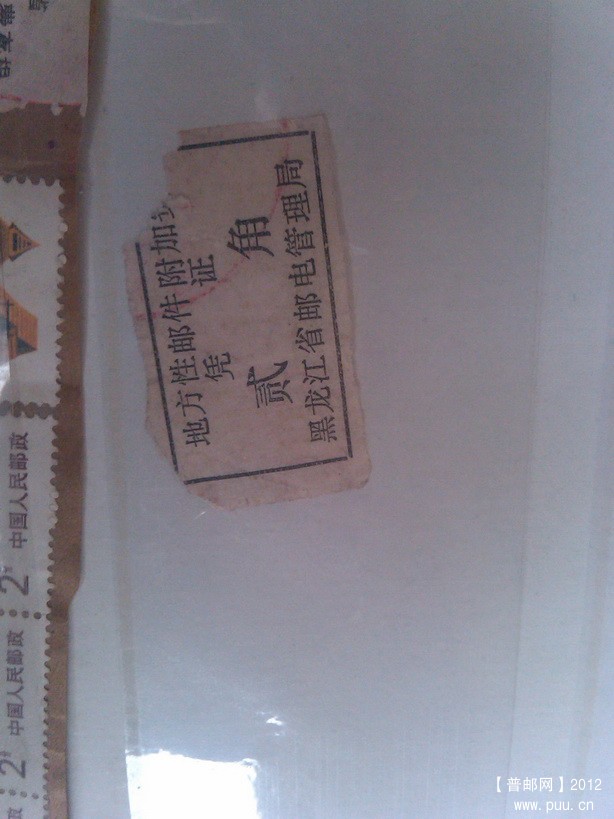 地方性邮件附加
凭证
贰角
黑龙江省邮电管理局
中国人民邮政
2
中国人民邮政
2
【普邮网】2012
www.puu.cn